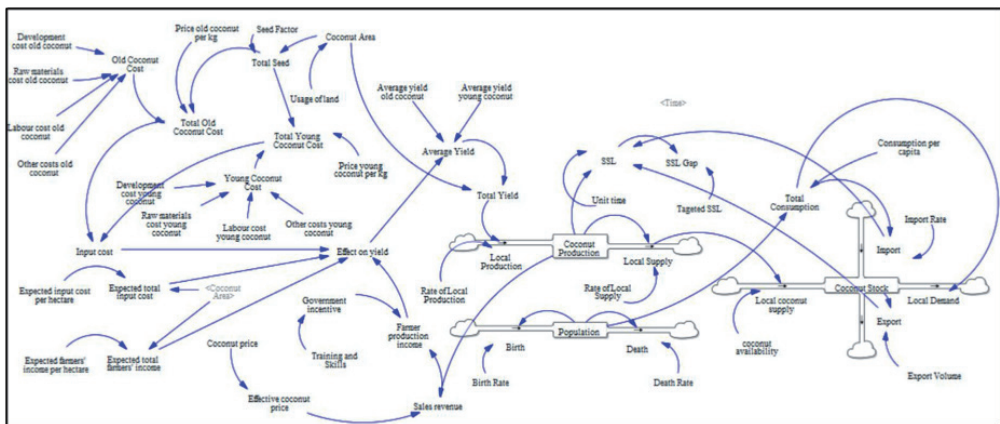 Development
cost old coconut
Raw materials
cost old coconut
Labour cost old
coconut
Other costs old
coconut
Old Coconut
Cost
Price old coconut
per kg
Seed Factor
Total Seed
Coconut Area
Usage of land
Total Old
Coconut Cost
Total Young
Coconut Cost
Price young
coconut per kg
Young Coconut
Cost
Development
cost young
coconut
Raw materials
cost young coconut
Labour cost
young coconut
Other costs young
coconut
Average yield
old coconut
Average yield
young coconut
Average Yield
Total Yield
<Time>
SSL
SSL Gap
Unit time
Tageted SSL
Consumption per
capita
Total
Consumption
Import Rate
Import
Input cost
Effect on yield
Local
Production
Coconut
Production
Local Supply
Rate of Local Production
Rate of Local
Supply
Expected input cost
per hectare
Expected total
input cost
<Coconut
Area>
Expected farmers'
income per hectare
Expected total
farmers' income
Government
incentive
Training and
Skills
Farmer
production
income
Coconut price
Effective coconut
price
Sales revenue
Population
Birth
Death
Birth Rate
Death Rate
Local coconut
supply
coconut
availability
Coconut Stock
Local Demand
Export
Export Volume